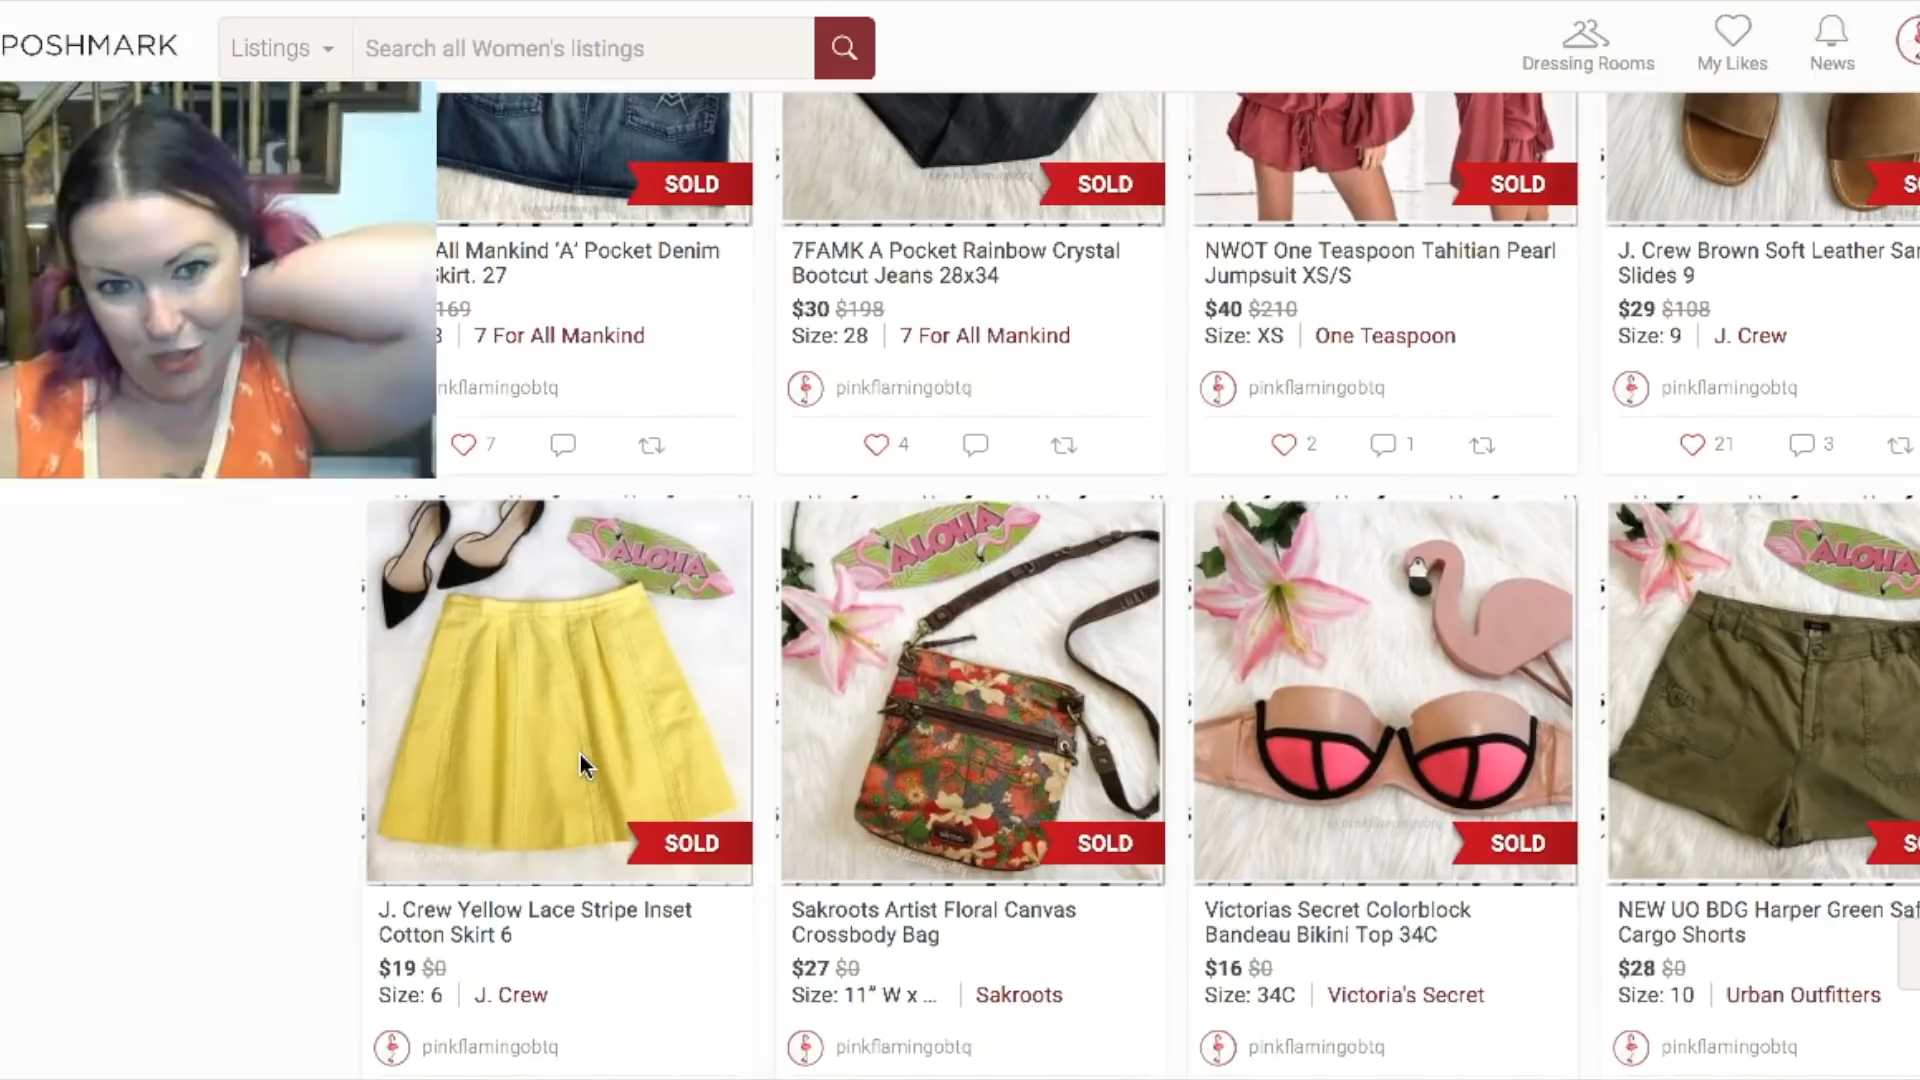 POSHMARK
Listings
Search all Women's listings
Dressing Rooms
My Likes
News
SOLD
SOLD
SOLD
All Mankind ‘A’ Pocket Denim
Skirt. 27
169
7 For All Mankind
nkflamingobtq
7
7FAMK A Pocket Rainbow Crystal
Bootcut Jeans 28x34
$30 $198
Size: 28 | 7 For All Mankind
pinkflamingobtq
4
NWOT One Teaspoon Tahitian Pearl
Jumpsuit XS/S
$40 $210
Size: XS | One Teaspoon
pinkflamingobtq
2 1
J. Crew Brown Soft Leather Sa
Slides 9
$29 $108
Size: 9 | J. Crew
pinkflamingobtq
21 3
ALOHA
SOLD
J. Crew Yellow Lace Stripe Inset
Cotton Skirt 6
$19 $0
Size: 6 | J. Crew
pinkflamingobtq
ALOHA
SOLD
Sakroots Artist Floral Canvas
Crossbody Bag
$27 $0
Size: 11” W x ... | Sakroots
pinkflamingobtq
SOLD
Victorias Secret Colorblock
Bandeau Bikini Top 34C
$16 $0
Size: 34C | Victoria's Secret
pinkflamingobtq
ALOHA
NEW UO BDG Harper Green Saf
Cargo Shorts
$28 $0
Size: 10 | Urban Outfitters
pinkflamingobtq